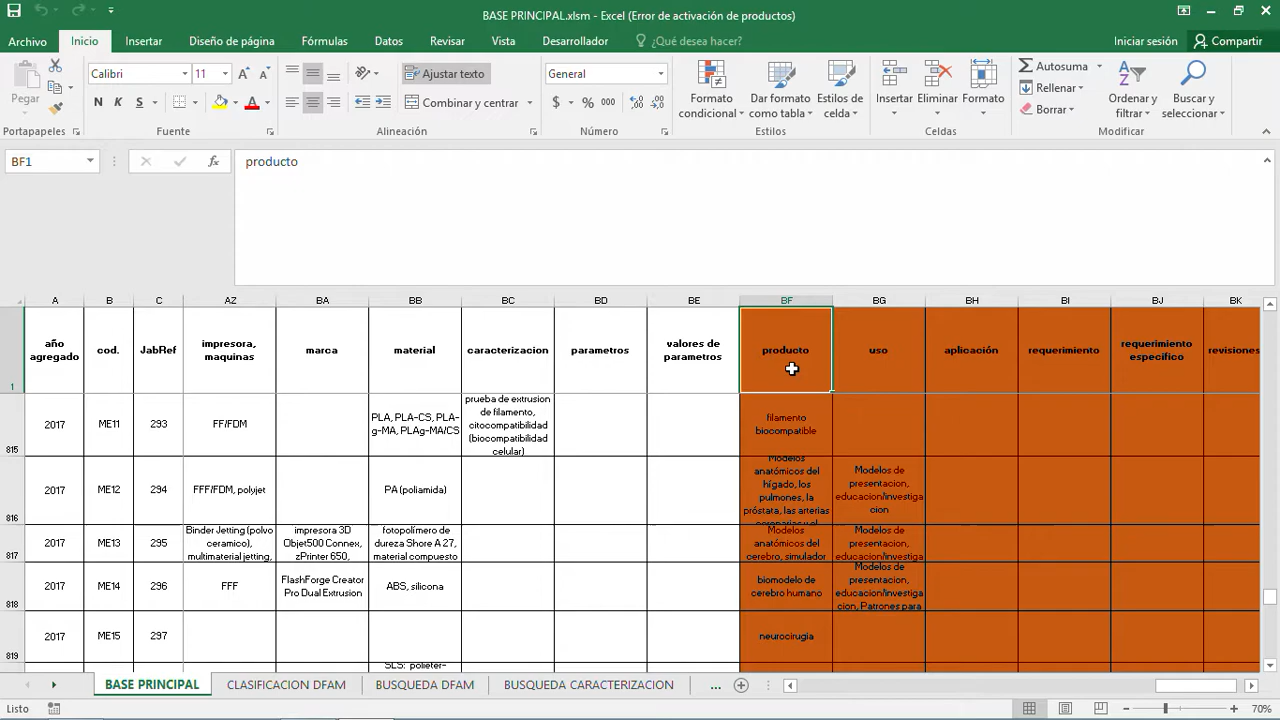 BASE PRINCIPAL.xlsm - Excel (Error de activación de productos)
Archivo Inicio Insertar Diseño de página Fórmulas Datos Revisar Vista Desarrollador ¿Qué desea hacer? Iniciar sesión Compartir
Calibri 11 Ajustar texto General Autosuma
Pegar N K S Combinar y centrar $ % 000 Formato condicional Dar formato como tabla Estilos de celda Insertar Eliminar Formato Rellenar Borrar Ordenar y filtrar Buscar y seleccionar
Portapapeles Fuente Alineación Número Estilos Celdas Modificar
BF1 fx producto
A B C AZ BA BB BC BD BE BF BG BH BI BJ BK
1 año agregado cod. JabRef impresora, maquinas marca material caracterizacion parametros valores de parametros producto uso aplicación requerimiento requerimiento especifico revisiones
815 2017 ME11 293 FF/FDM PLA, PLA-CS, PLA-g-MA, PLAg-MA/CS prueba de extrusion de filamento, citocompatibilidad (biocompatibilidad celular) filamento biocompatible
816 2017 ME12 294 FFF/FDM, polyjet PA (poliamida) Modelos anatómicos del hígado, los pulmones, la próstata, las arterias coronarias y el Modelos de presentacion, educacion/investigacion
817 2017 ME13 295 Binder Jetting (polvo ceramico), multimaterial jetting, impresora 3D Objet500 Connex, zPrinter 650, fotopolímero de dureza Shore A 27, material compuesto Modelos anatómicos del cerebro, simulador Modelos de presentacion, educacion/investiga
818 2017 ME14 296 FFF FlashForge Creator Pro Dual Extrusion ABS, silicona biomodelo de cerebro humano Modelos de presentacion, educacion/investigacion, Patrones para
819 2017 ME15 297 neurocirugia
SLS: polieter-
BASE PRINCIPAL CLASIFICACION DFAM BUSQUEDA DFAM BUSQUEDA CARACTERIZACION ...
Listo 70%